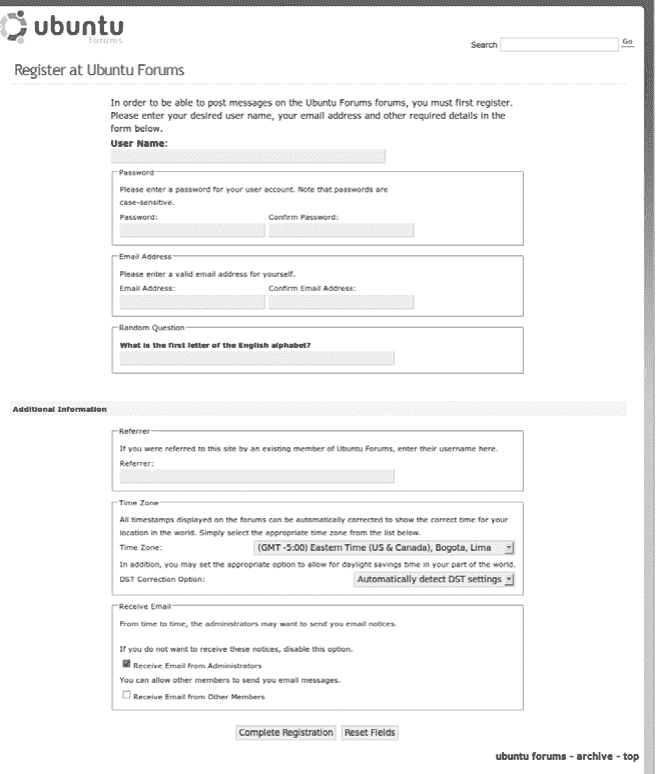 ubuntu
forums
Search Go
Register at Ubuntu Forums
In order to be able to post messages on the Ubuntu Forums forums, you must first register.
Please enter your desired user name, your email address and other required details in the
form below.
User Name:
Password
Please enter a password for your user account. Note that passwords are
case-sensitive.
Password: Confirm Password:
Email Address
Please enter a valid email address for yourself.
Email Address: Confirm Email Address:
Random Question
What is the first letter of the English alphabet?
Additional Information
Referrer
If you were referred to this site by an existing member of Ubuntu Forums, enter their username here.
Referrer:
Time Zone
All timestamps displayed on the forums can be automatically corrected to show the correct time for your
location in the world. Simply select the appropriate time zone from the list below.
Time Zone: (GMT -5:00) Eastern Time (US & Canada), Bogota, Lima
In addition, you may set the appropriate option to allow for daylight savings time in your part of the world.
DST Correction Option: Automatically detect DST settings
Receive Email
From time to time, the administrators may want to send you email notices.
If you do not want to receive these notices, disable this option.
Receive Email from Administrators
You can allow other members to send you email messages.
Receive Email from Other Members
Complete Registration Reset Fields
ubuntu forums - archive - top